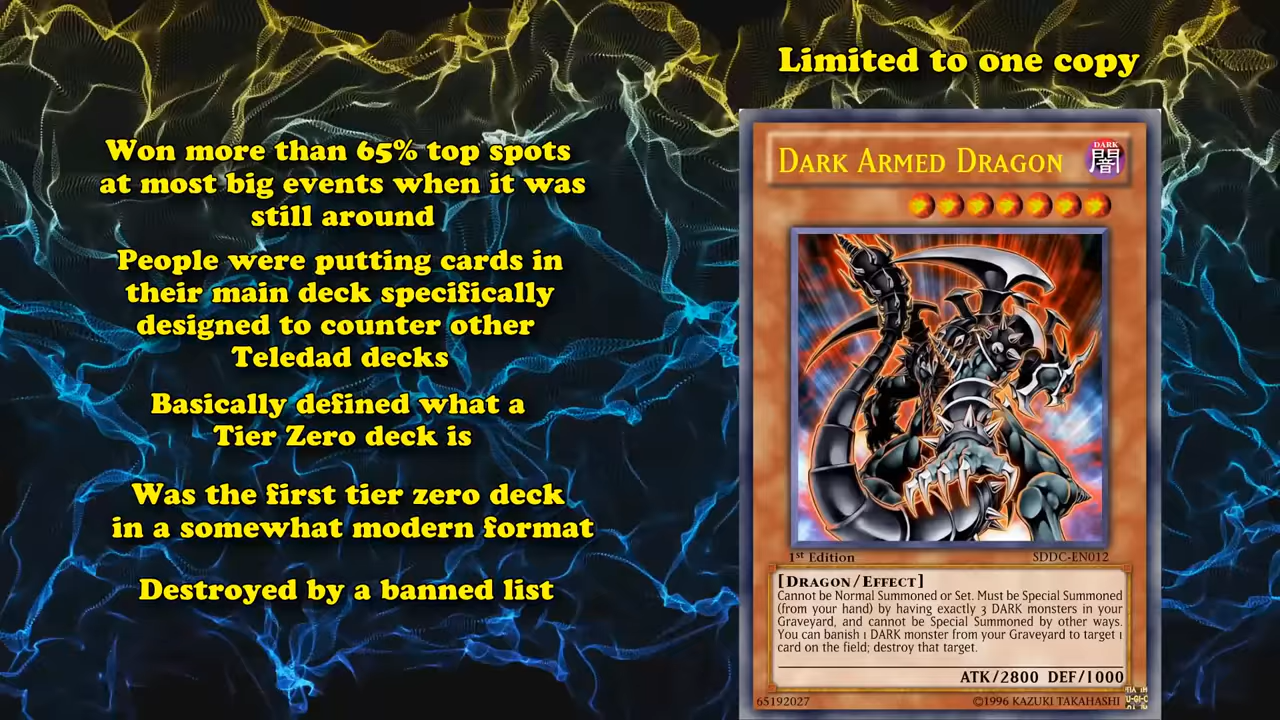 Won more than 65% top spots
at most big events when it was
still around
People were putting cards in
their main deck specifically
designed to counter other
Teledad decks
Basically defined what a
Tier Zero deck is
Was the first tier zero deck
in a somewhat modern format
Destroyed by a banned list
Limited to one copy
DARK ARMED DRAGON
DARK
闇
1st Edition
SDDC-EN012
[DRAGON/EFFECT]
Cannot be Normal Summoned or Set. Must be Special Summoned
(from your hand) by having exactly 3 DARK monsters in your
Graveyard, and cannot be Special Summoned by other ways.
You can banish 1 DARK monster from your Graveyard to target 1
card on the field; destroy that target.
ATK/2800 DEF/1000
65192027
©1996 KAZUKI TAKAHASHI